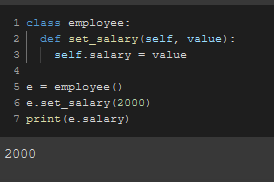 1 class employee:
2   def set_salary(self, value):
3     self.salary = value
4
5 e = employee()
6 e.set_salary(2000)
7 print(e.salary)
2000